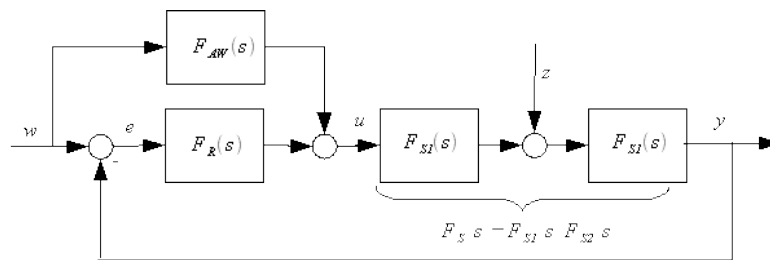 F_AW(s)
z
w
e
F_R(s)
u
F_S1(s)
F_S1(s)
y
-
F_S s - F_S1 s F_S2 s